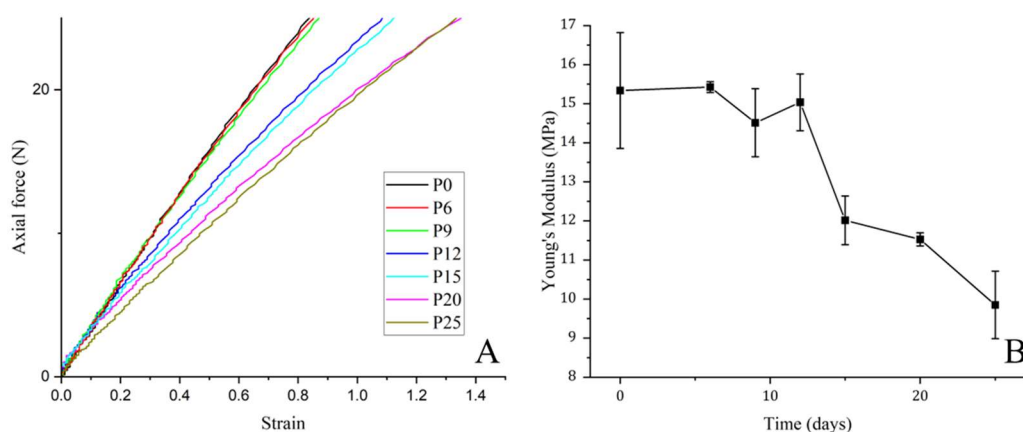 20
0
Axial force (N)
0.0 0.2 0.4 0.6 0.8 1.0 1.2 1.4
Strain
P0
P6
P9
P12
P15
P20
P25
A
17
16
15
14
13
12
11
10
9
8
Young's Modulus (MPa)
0 10 20
Time (days)
B